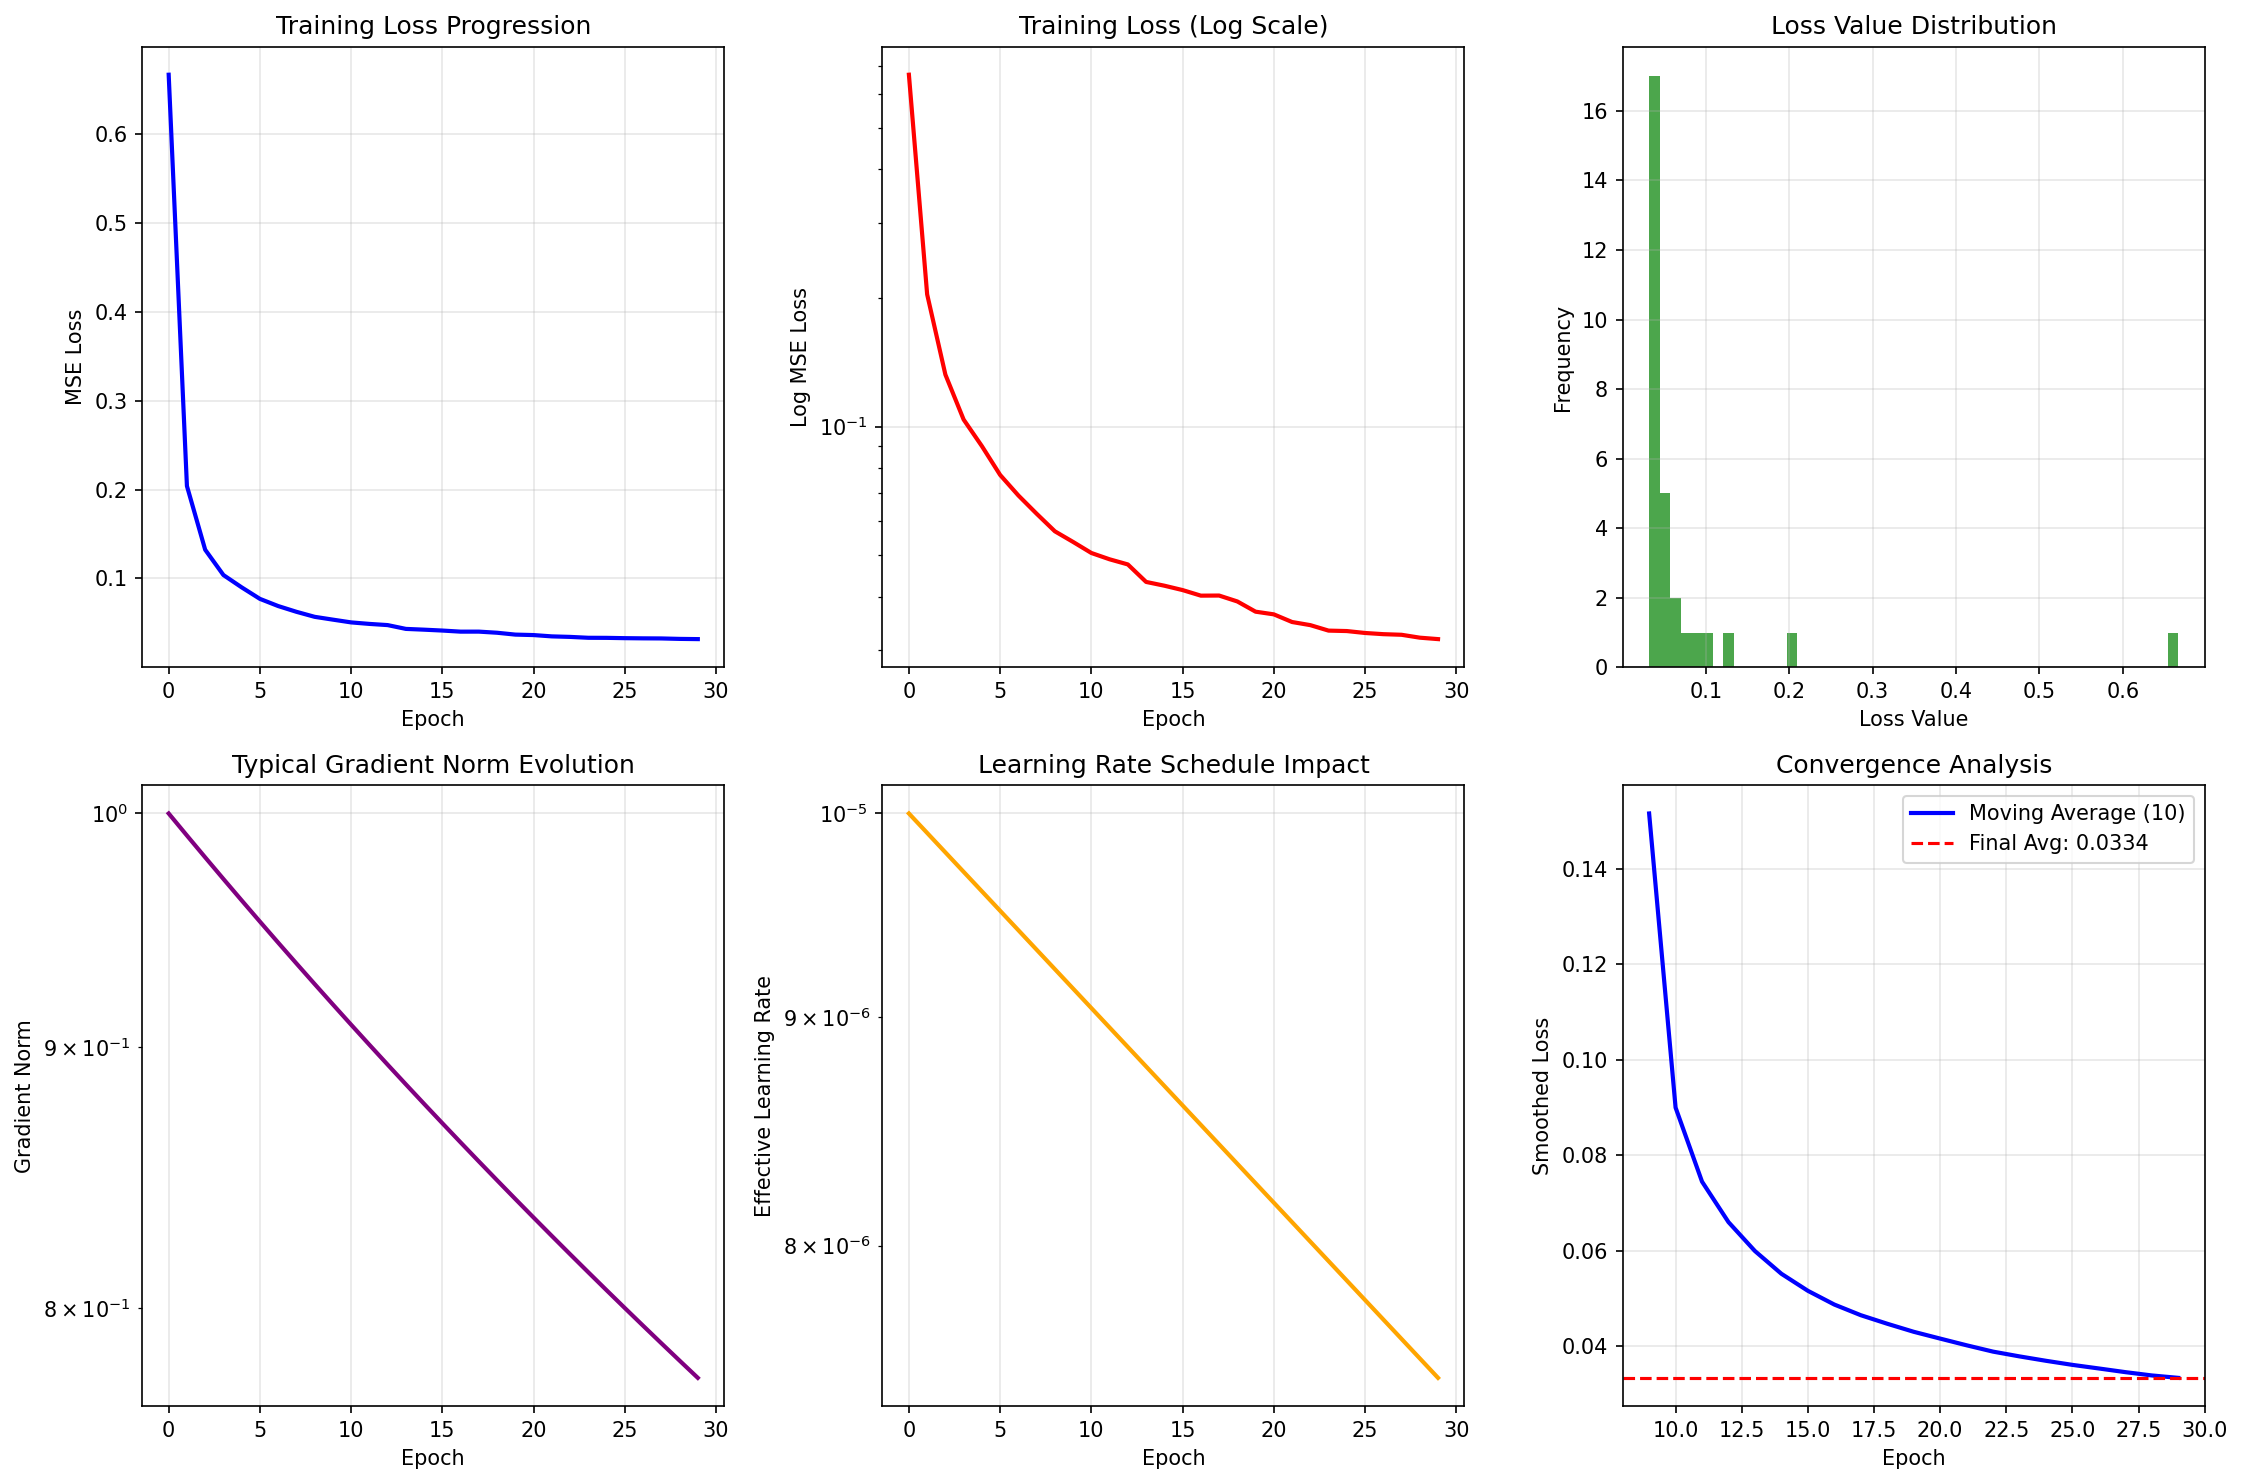 Training Loss Progression
MSE Loss
0.6
0.5
0.4
0.3
0.2
0.1
0 5 10 15 20 25 30
Epoch
Training Loss (Log Scale)
Log MSE Loss
10⁻¹
0 5 10 15 20 25 30
Epoch
Loss Value Distribution
Frequency
16
14
12
10
8
6
4
2
0
0.1 0.2 0.3 0.4 0.5 0.6
Loss Value
Typical Gradient Norm Evolution
Gradient Norm
10⁰
9 × 10⁻¹
8 × 10⁻¹
0 5 10 15 20 25 30
Epoch
Learning Rate Schedule Impact
Effective Learning Rate
10⁻⁵
9 × 10⁻⁶
8 × 10⁻⁶
0 5 10 15 20 25 30
Epoch
Convergence Analysis
Moving Average (10)
Final Avg: 0.0334
Smoothed Loss
0.14
0.12
0.10
0.08
0.06
0.04
10.0 12.5 15.0 17.5 20.0 22.5 25.0 27.5 30.0
Epoch